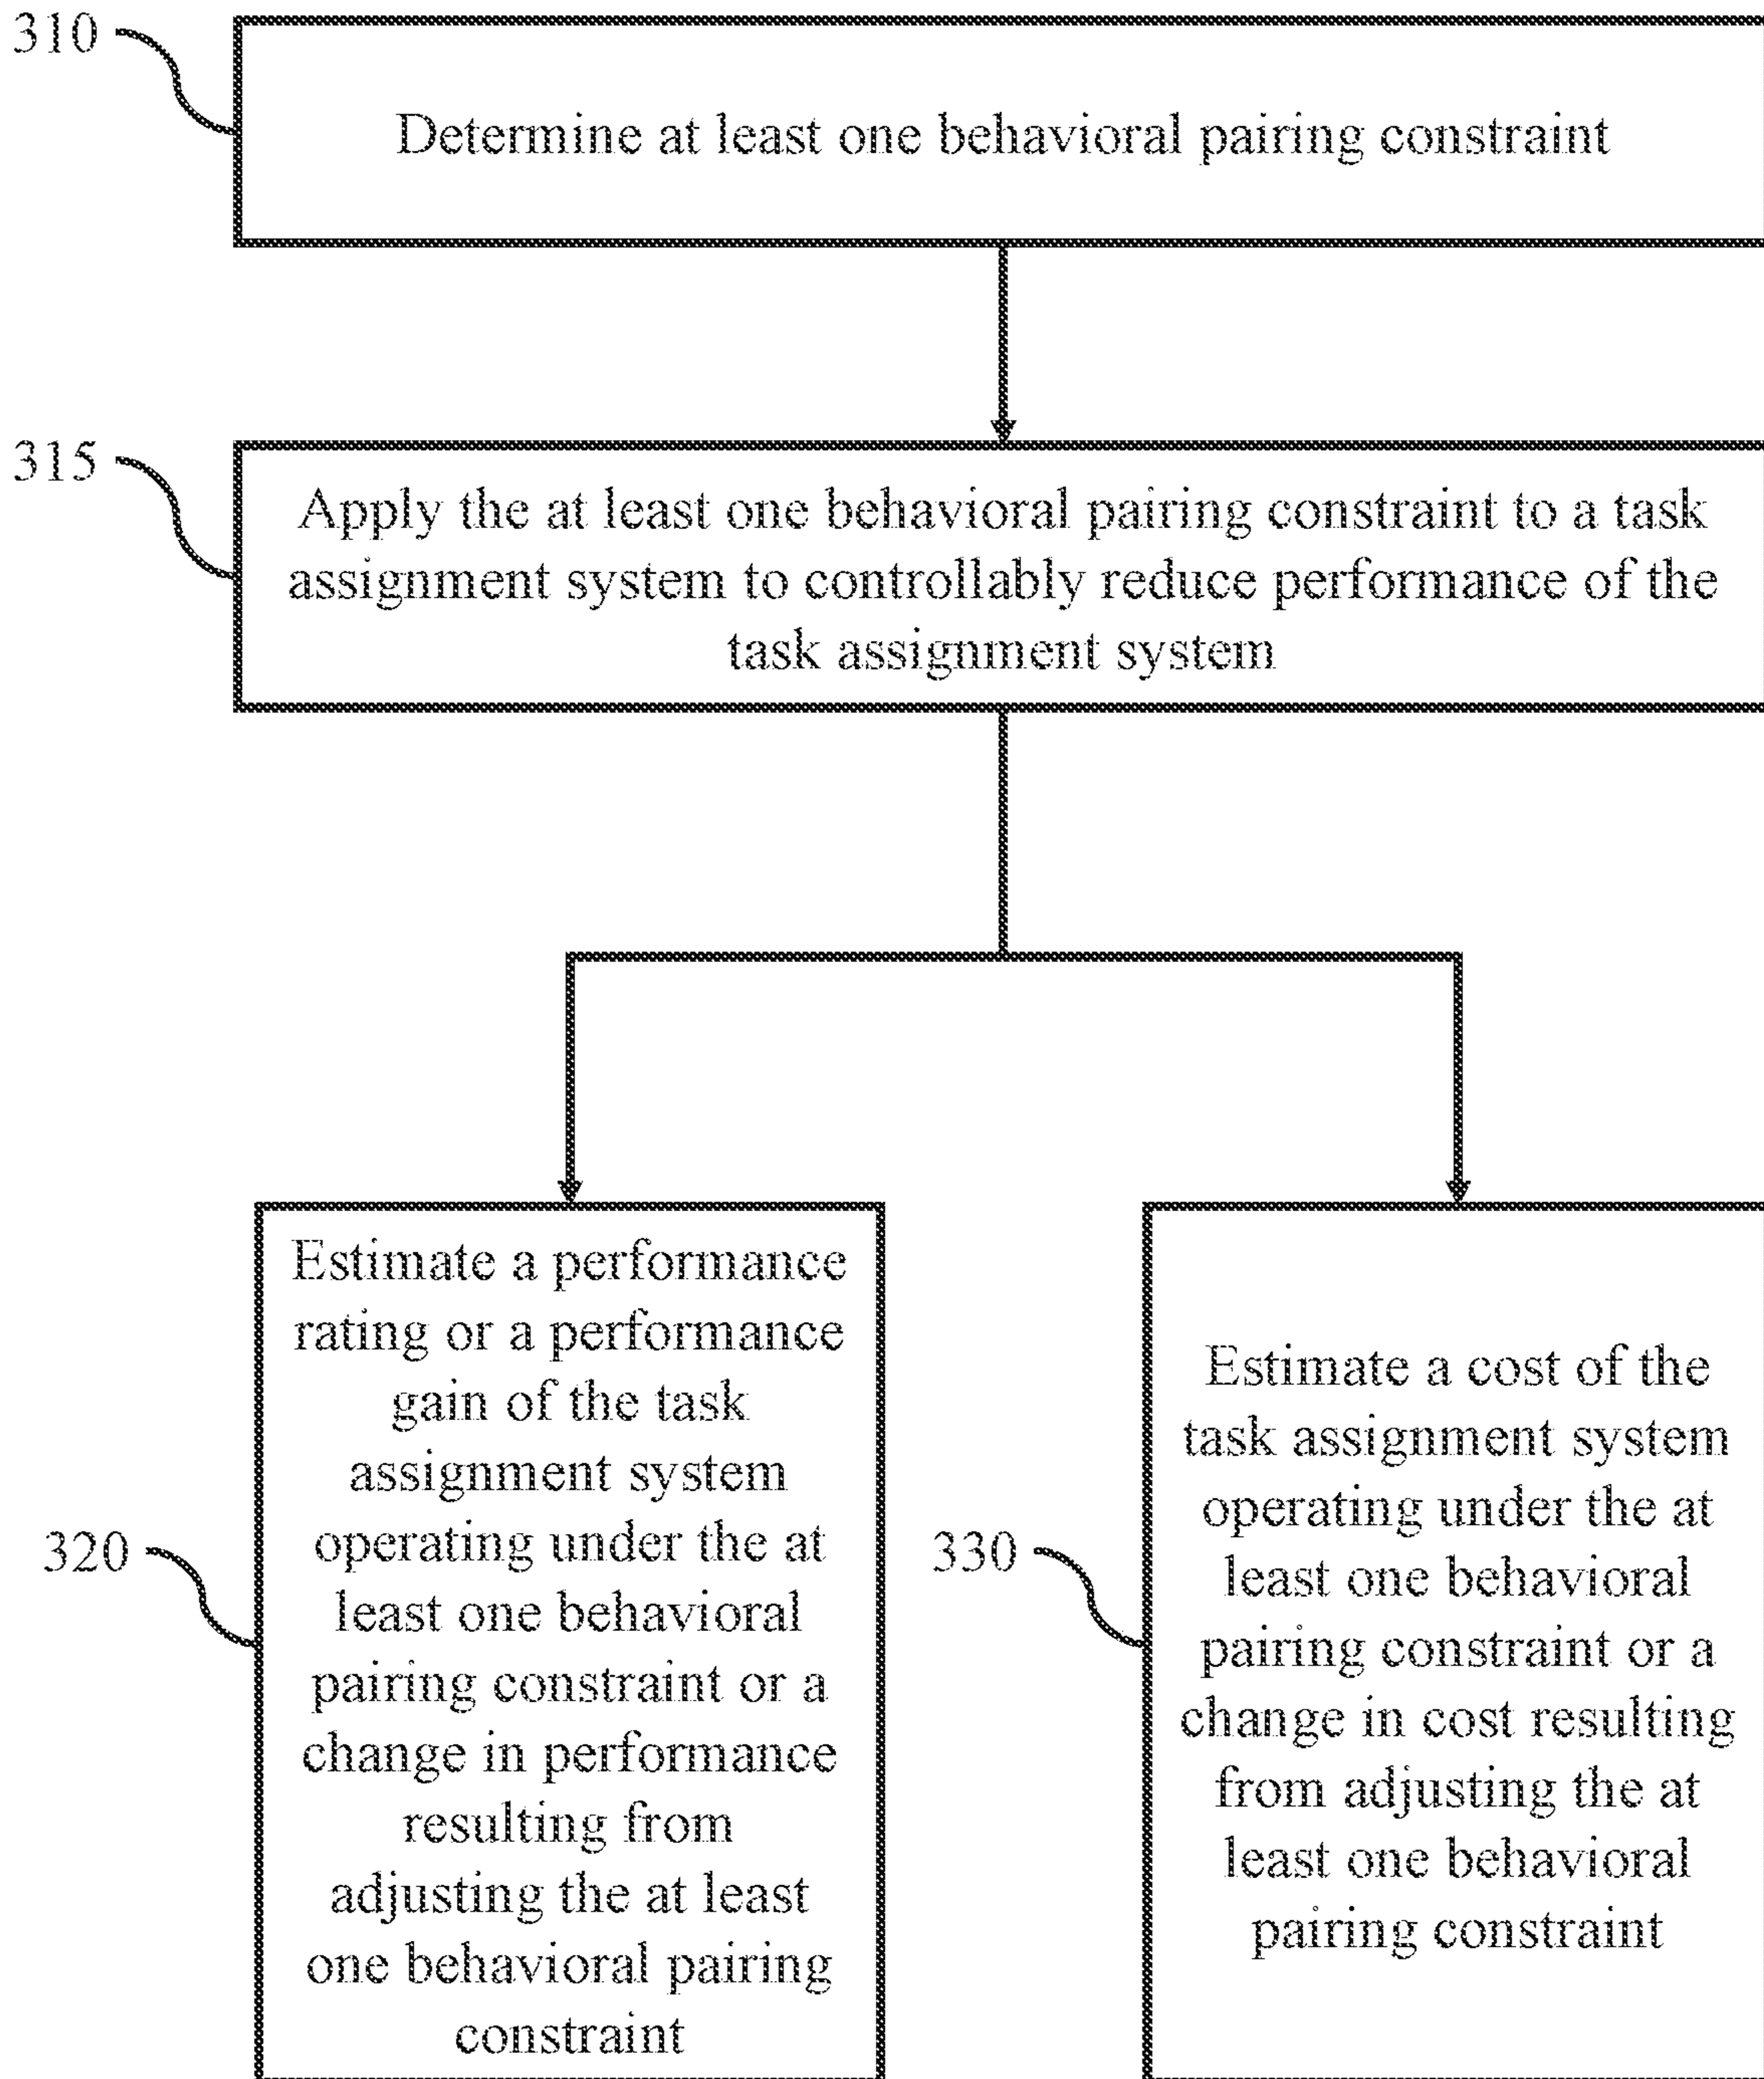 310
Determine at least one behavioral pairing constraint
315
Apply the at least one behavioral pairing constraint to a task
assignment system to controllably reduce performance of the
task assignment system
320
Estimate a performance
rating or a performance
gain of the task
assignment system
operating under the at
least one behavioral
pairing constraint or a
change in performance
resulting from
adjusting the at least
one behavioral pairing
constraint
330
Estimate a cost of the
task assignment system
operating under the at
least one behavioral
pairing constraint or a
change in cost resulting
from adjusting the at
least one behavioral
pairing constraint